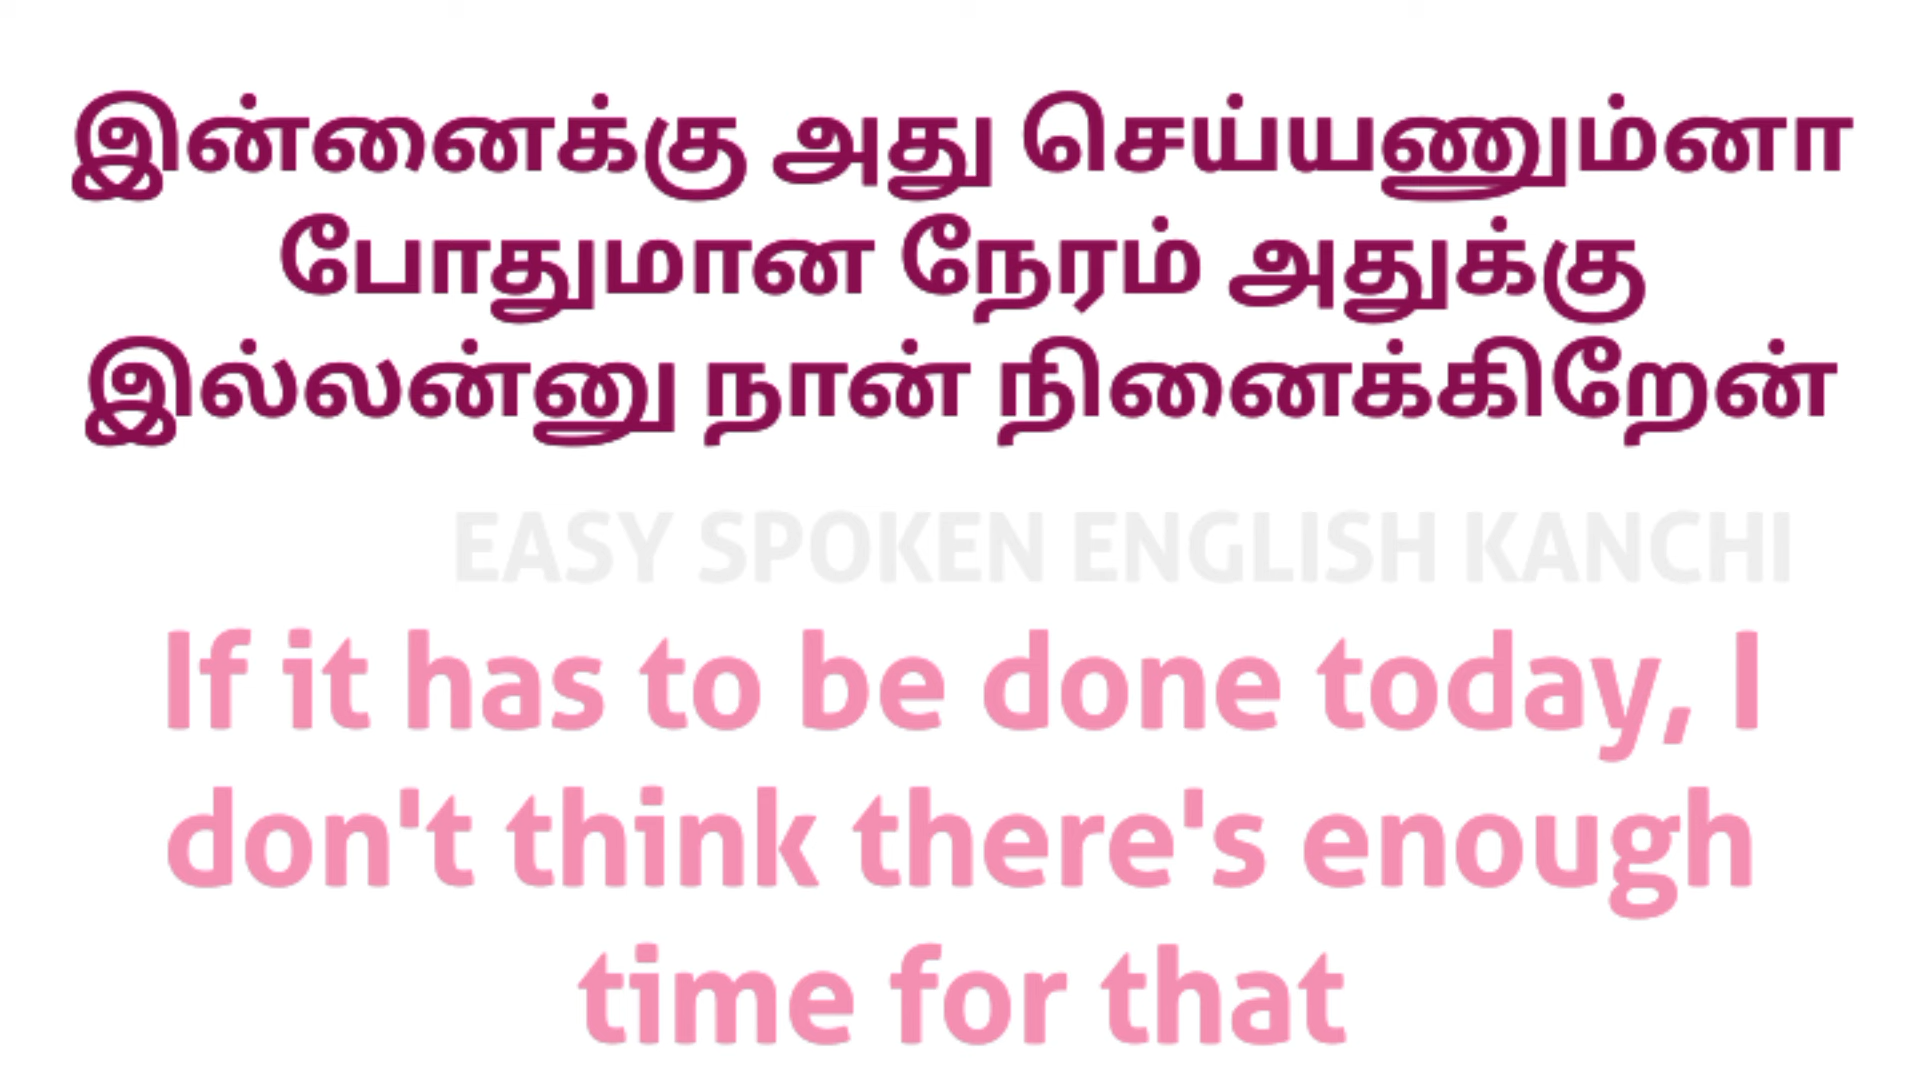 இன்னைக்கு அது செய்யணும்னா
போதுமான நேரம் அதுக்கு
இல்லன்னு நான் நினைக்கிறேன்
EASY SPOKEN ENGLISH KANCHI
If it has to be done today, I
don't think there's enough
time for that